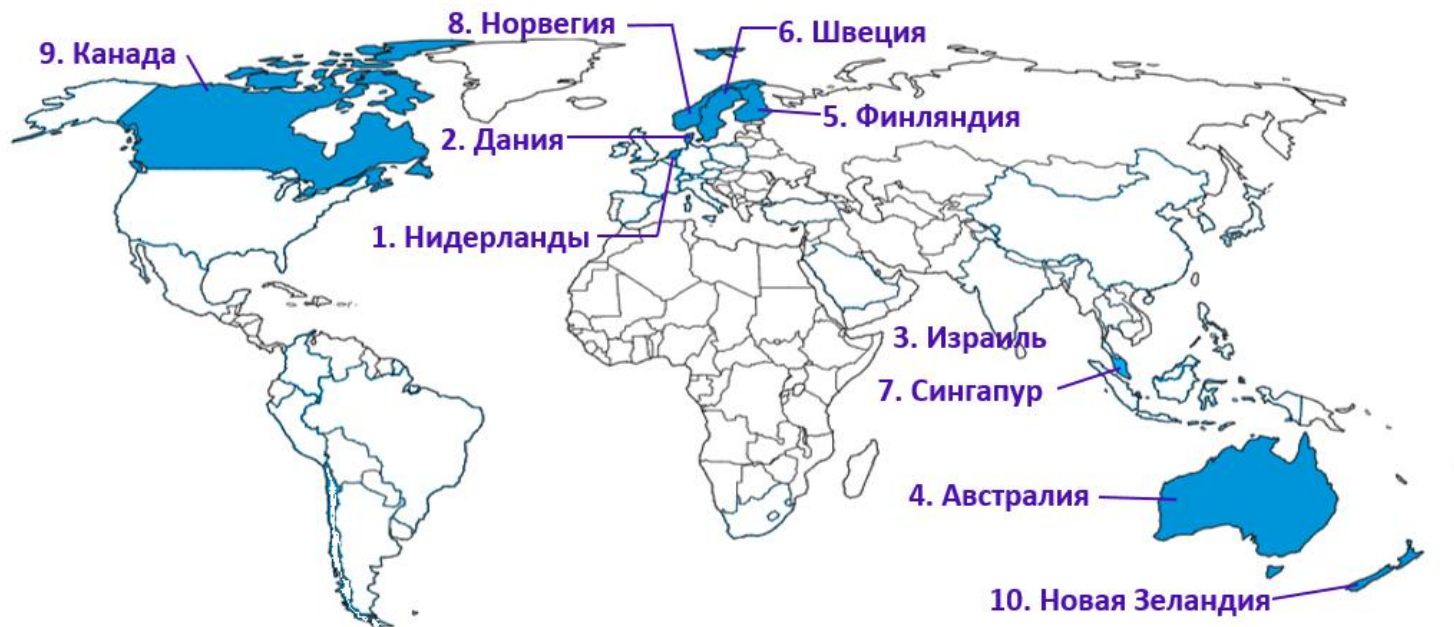 8. Норвегия
6. Швеция
9. Канада
5. Финляндия
2. Дания
1. Нидерланды
3. Израиль
7. Сингапур
4. Австралия
10. Новая Зеландия